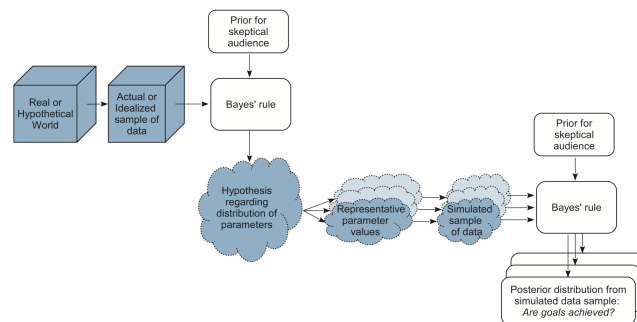 Prior for
skeptical
audience
Real or
Hypothetical
World
Actual or
Idealized
sample of
data
Bayes' rule
Hypothesis
regarding
distribution of
parameters
Representative
parameter
values
Simulated
sample
of data
Prior for
skeptical
audience
Bayes' rule
Posterior distribution from
simulated data sample:
Are goals achieved?